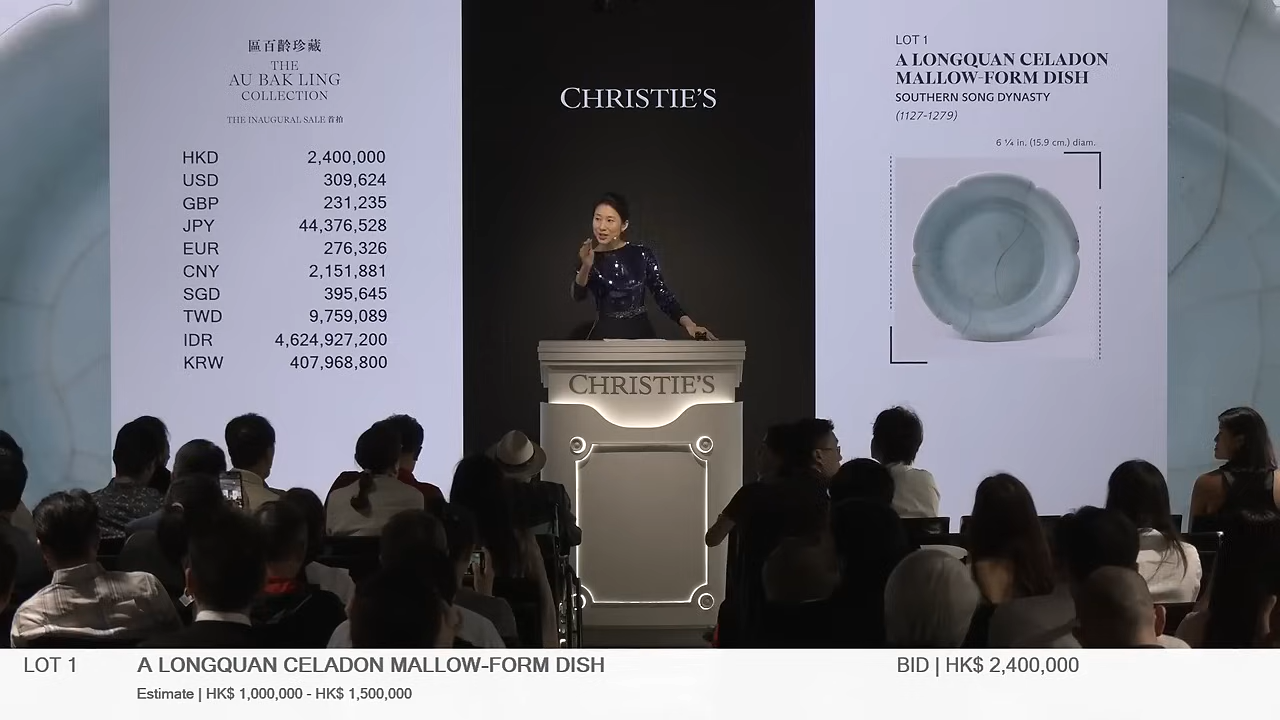 區百齡珍藏
THE
AU BAK LING
COLLECTION
THE INAUGURAL SALE 首拍
HKD 2,400,000
USD 309,624
GBP 231,235
JPY 44,376,528
EUR 276,326
CNY 2,151,881
SGD 395,645
TWD 9,759,089
IDR 4,624,927,200
KRW 407,968,800
CHRISTIE'S
CHRISTIE'S
LOT 1
A LONGQUAN CELADON
MALLOW-FORM DISH
SOUTHERN SONG DYNASTY
(1127-1279)
6 ¼ in. (15.9 cm.) diam.
LOT 1 A LONGQUAN CELADON MALLOW-FORM DISH BID | HK$ 2,400,000
Estimate | HK$ 1,000,000 - HK$ 1,500,000